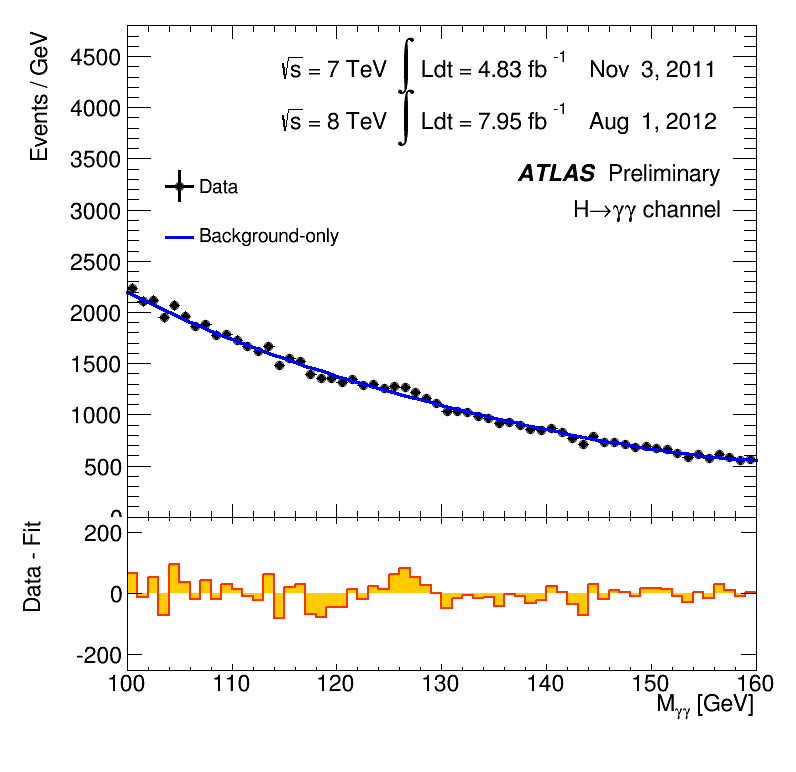 Events / GeV
4500
4000
3500
3000
2500
2000
1500
1000
500
0
√s = 7 TeV ∫ Ldt = 4.83 fb⁻¹ Nov 3, 2011
√s = 8 TeV ∫ Ldt = 7.95 fb⁻¹ Aug 1, 2012
ATLAS Preliminary
H→γγ channel
Data
Background-only
Data - Fit
200
0
-200
100 110 120 130 140 150 160
Mγγ [GeV]